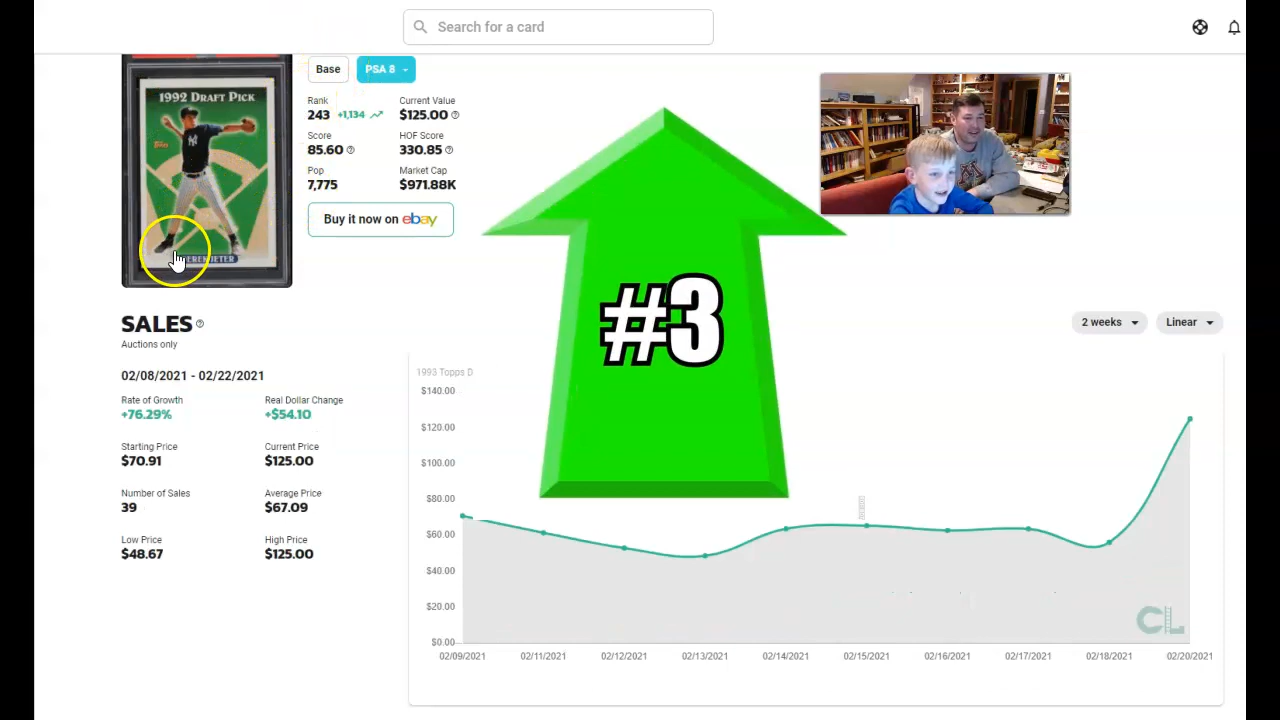 Search for a card
1992 DRAFT PICK
Topps
DEREK JETER
Base
PSA 8
Rank
243 +1,134
Current Value
$125.00
Score
85.60
HOF Score
330.85
Pop
7,775
Market Cap
$971.88K
Buy it now on ebay
#3
SALES
Auctions only
2 weeks
Linear
02/08/2021 - 02/22/2021
Rate of Growth
+76.29%
Real Dollar Change
+$54.10
Starting Price
$70.91
Current Price
$125.00
Number of Sales
39
Average Price
$67.09
Low Price
$48.67
High Price
$125.00
1993 Topps D
$140.00
$120.00
$100.00
$80.00
$60.00
$40.00
$20.00
$0.00
CL
02/09/2021 02/11/2021 02/12/2021 02/13/2021 02/14/2021 02/15/2021 02/16/2021 02/17/2021 02/18/2021 02/20/2021